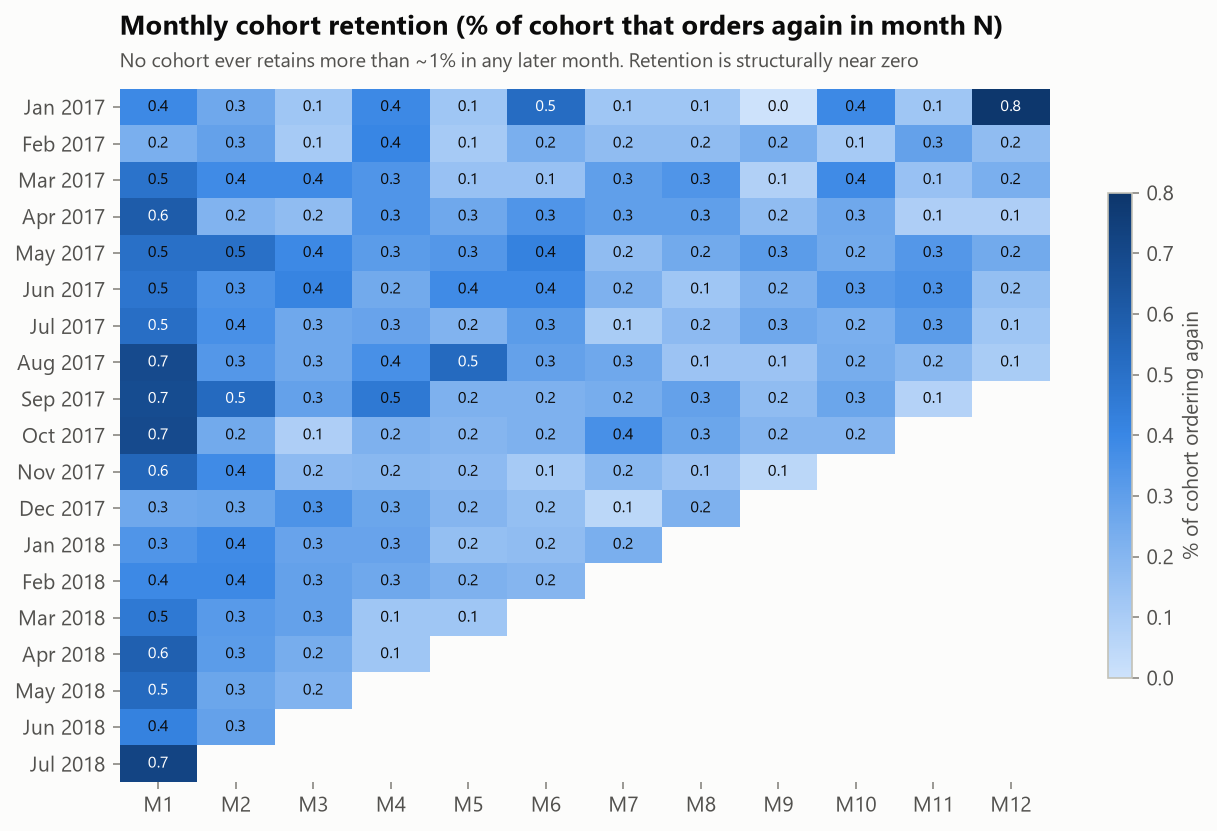 Monthly cohort retention (% of cohort that orders again in month N)
No cohort ever retains more than ~1% in any later month. Retention is structurally near zero
Jan 2017 0.4 0.3 0.1 0.4 0.1 0.5 0.1 0.1 0.0 0.4 0.1 0.8
Feb 2017 0.2 0.3 0.1 0.4 0.1 0.2 0.2 0.2 0.2 0.1 0.3 0.2
Mar 2017 0.5 0.4 0.4 0.3 0.1 0.1 0.3 0.3 0.1 0.4 0.1 0.2
Apr 2017 0.6 0.2 0.2 0.3 0.3 0.3 0.3 0.3 0.2 0.3 0.1 0.1
May 2017 0.5 0.5 0.4 0.3 0.3 0.4 0.2 0.2 0.3 0.2 0.3 0.2
Jun 2017 0.5 0.3 0.4 0.2 0.4 0.4 0.2 0.1 0.2 0.3 0.3 0.2
Jul 2017 0.5 0.4 0.3 0.3 0.2 0.3 0.1 0.2 0.3 0.2 0.3 0.1
Aug 2017 0.7 0.3 0.3 0.4 0.5 0.3 0.3 0.1 0.1 0.2 0.2 0.1
Sep 2017 0.7 0.5 0.3 0.5 0.2 0.2 0.2 0.3 0.2 0.3 0.1
Oct 2017 0.7 0.2 0.1 0.2 0.2 0.2 0.4 0.3 0.2 0.2
Nov 2017 0.6 0.4 0.2 0.2 0.2 0.1 0.2 0.1 0.1
Dec 2017 0.3 0.3 0.3 0.3 0.2 0.2 0.1 0.2
Jan 2018 0.3 0.4 0.3 0.3 0.2 0.2 0.2
Feb 2018 0.4 0.4 0.3 0.3 0.2 0.2
Mar 2018 0.5 0.3 0.3 0.1 0.1
Apr 2018 0.6 0.3 0.2 0.1
May 2018 0.5 0.3 0.2
Jun 2018 0.4 0.3
Jul 2018 0.7
M1 M2 M3 M4 M5 M6 M7 M8 M9 M10 M11 M12
0.8
0.7
0.6
0.5
0.4
0.3
0.2
0.1
0.0
% of cohort ordering again